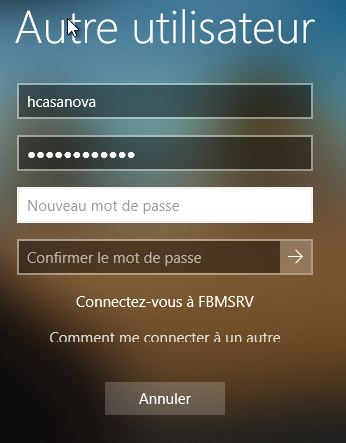 Autre utilisateur
hcasanova
●●●●●●●●●●●●
Nouveau mot de passe
Confirmer le mot de passe
Connectez-vous à FBMSRV
Comment me connecter à un autre
Annuler